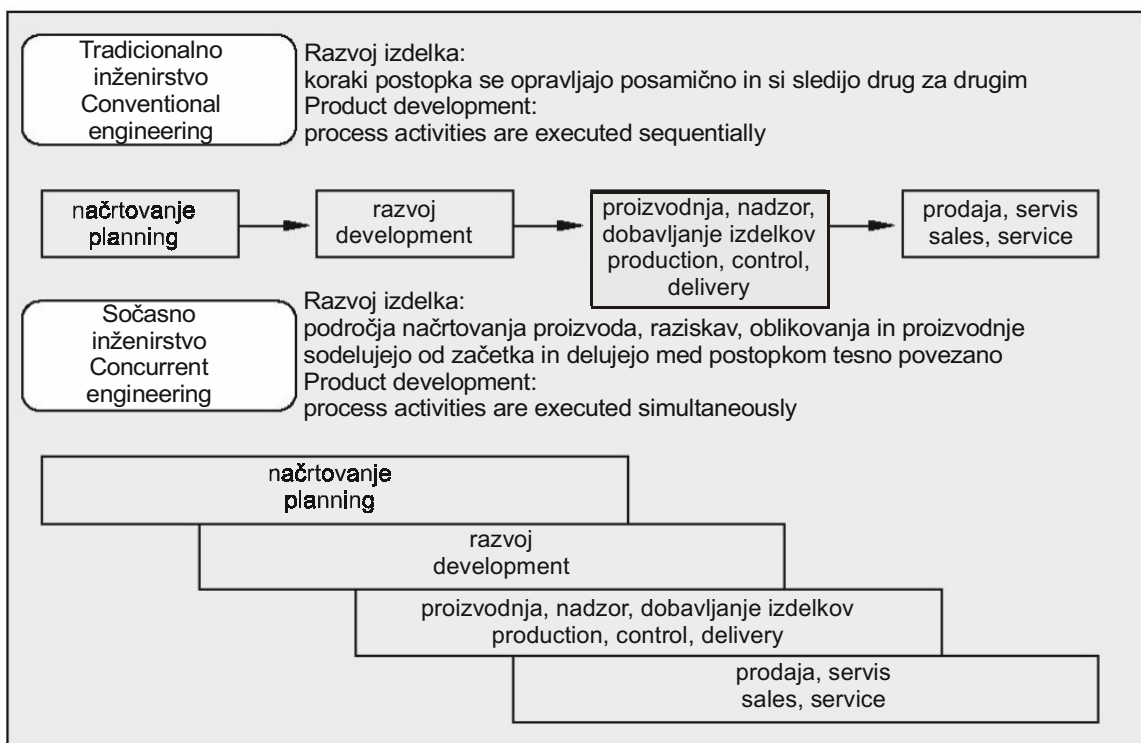 Tradicionalno
inženirstvo
Conventional
engineering
Razvoj izdelka:
koraki postopka se opravljajo posamično in si sledijo drug za drugim
Product development:
process activities are executed sequentially
načrtovanje
planning
razvoj
development
proizvodnja, nadzor,
dobavljanje izdelkov
production, control,
delivery
prodaja, servis
sales, service
Sočasno
inženirstvo
Concurrent
engineering
Razvoj izdelka:
področja načrtovanja proizvoda, raziskav, oblikovanja in proizvodnje
sodelujejo od začetka in delujejo med postopkom tesno povezano
Product development:
process activities are executed simultaneously
načrtovanje
planning
razvoj
development
proizvodnja, nadzor, dobavljanje izdelkov
production, control, delivery
prodaja, servis
sales, service